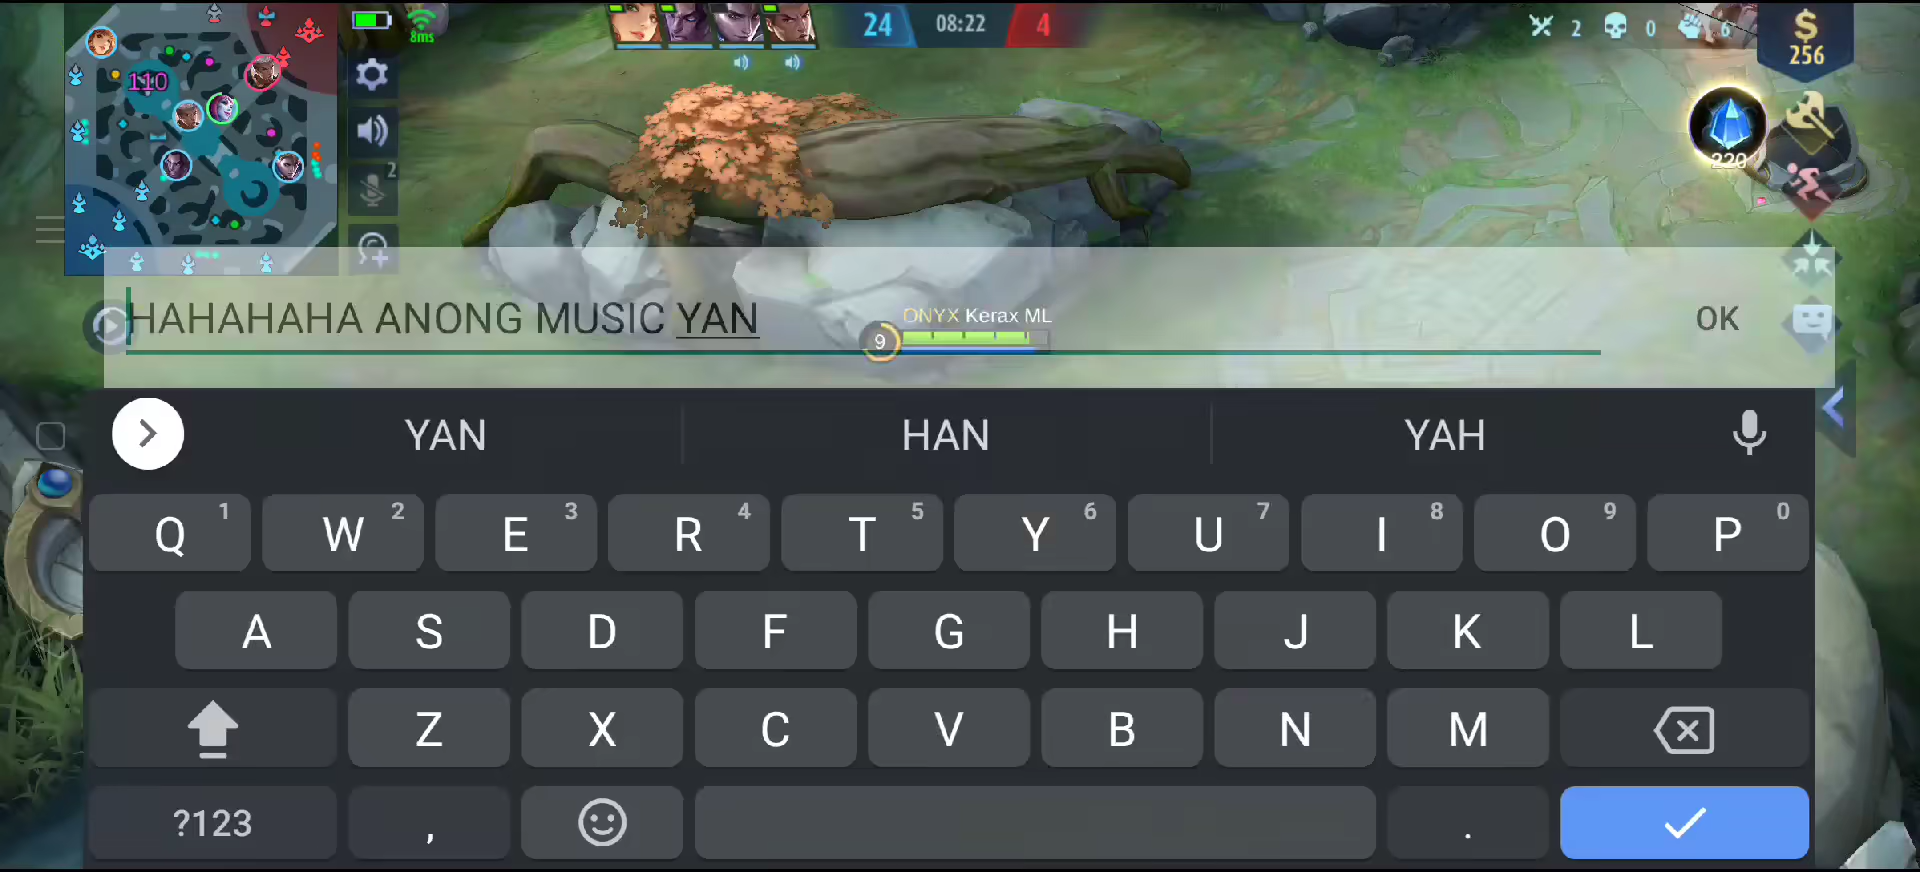 8ms
24 08:22 4
2 0 6
$
256
110
2
220
HAHAHAHA ANONG MUSIC YAN
OK
ONYX Kerax ML
9
YAN HAN YAH
Q 1 W 2 E 3 R 4 T 5 Y 6 U 7 I 8 O 9 P 0
A S D F G H J K L
Z X C V B N M
?123 , .